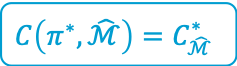 C(π*, ℳ̂) = C*_ℳ̂